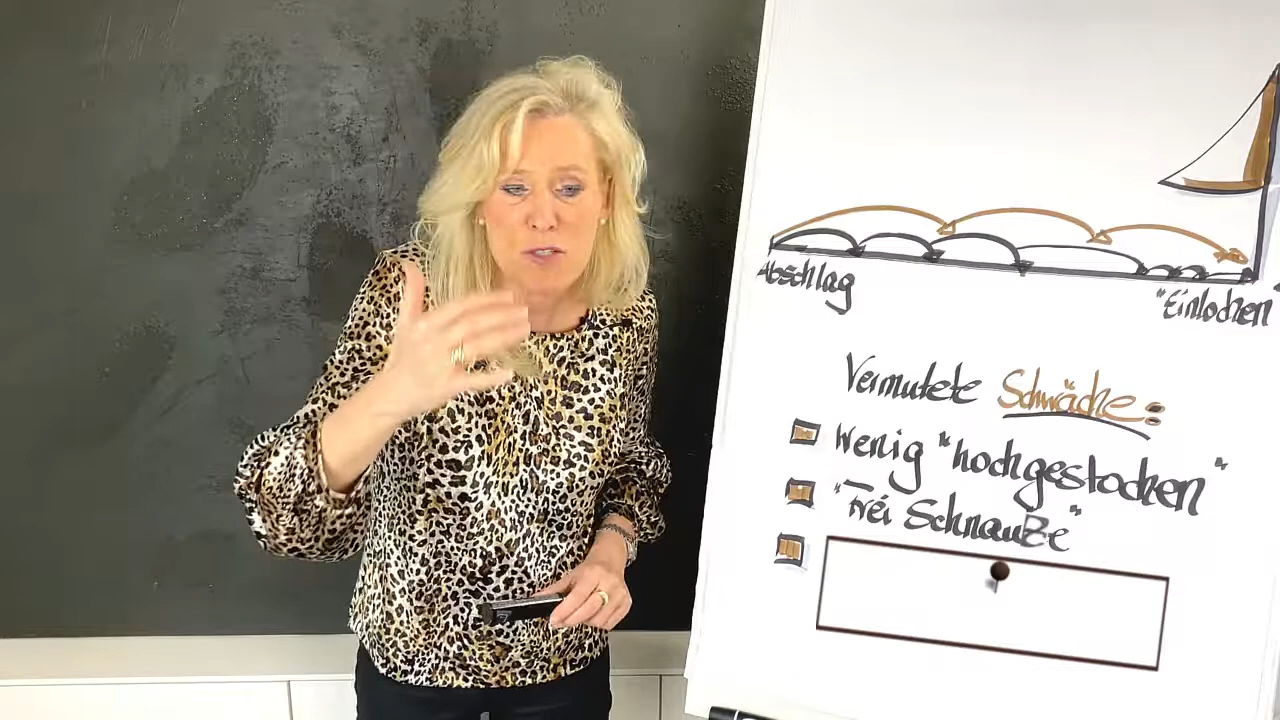 Abschlag
"Einlochen"
Vermutete Schwäche:
Wenig "hochgestochen"
"Frei Schnauze"